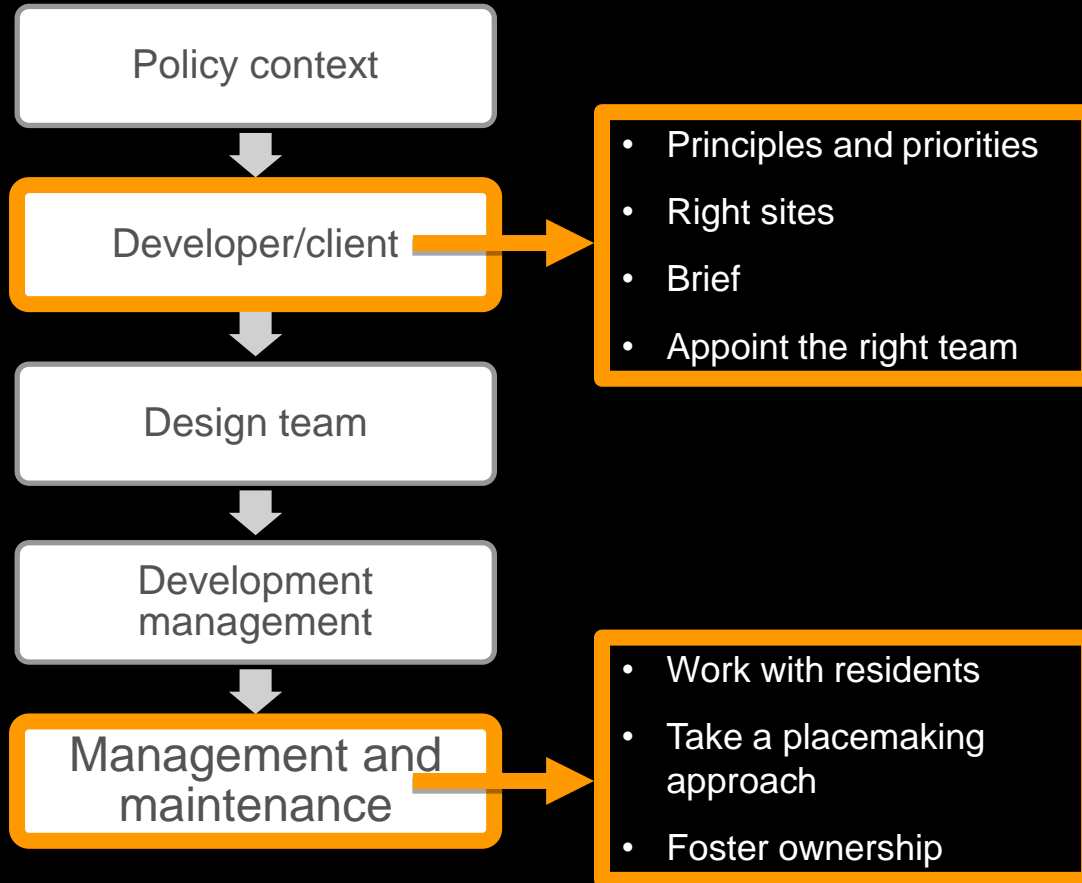 Policy context
Developer/client
• Principles and priorities
• Right sites
• Brief
• Appoint the right team
Design team
Development
management
Management and
maintenance
• Work with residents
• Take a placemaking
approach
• Foster ownership